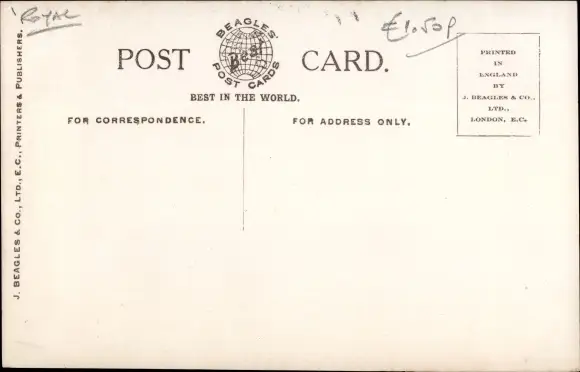 ROYAL
£1.50p
BEAGLES'
POST CARDS
POST CARD.
BEST IN THE WORLD.
FOR CORRESPONDENCE.
FOR ADDRESS ONLY.
PRINTED
IN
ENGLAND
BY
J. BEAGLES & CO.,
LTD.,
LONDON, E.C.
J. BEAGLES & CO., LTD., E.C., PRINTERS & PUBLISHERS.